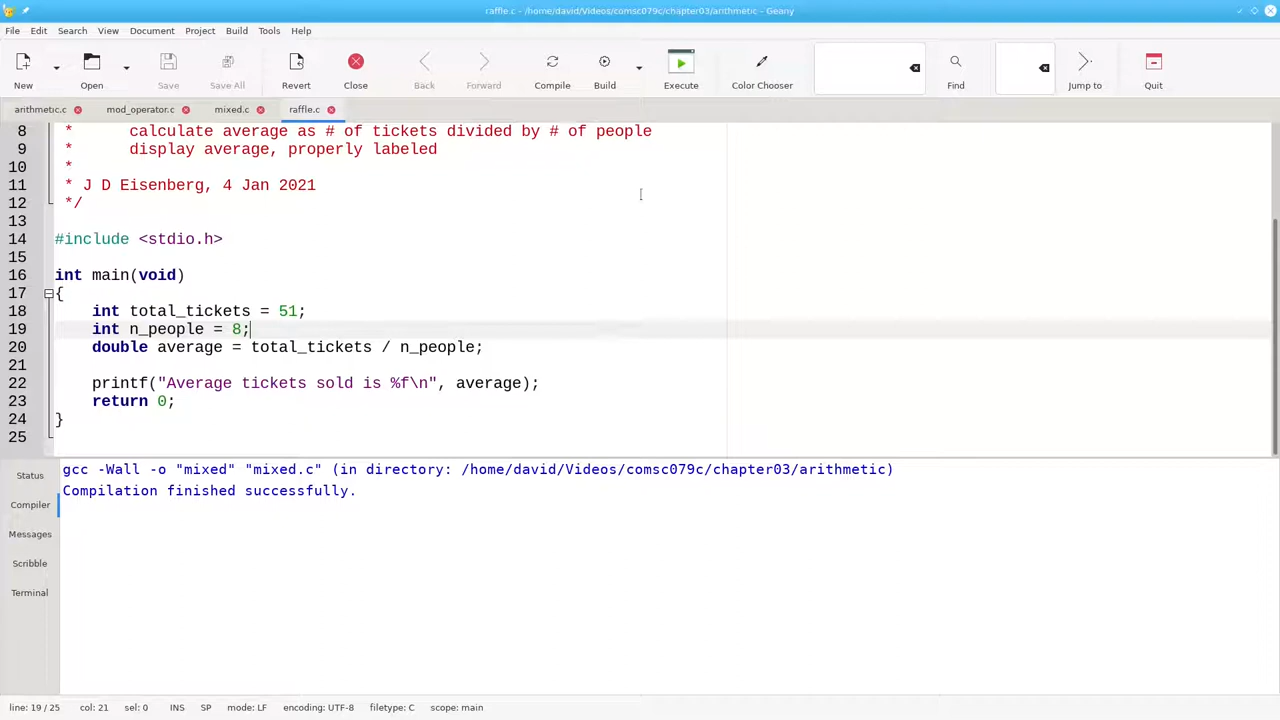 raffle.c - /home/david/Videos/comsc079c/chapter03/arithmetic - Geany
File Edit Search View Document Project Build Tools Help
New Open Save Save All Revert Close Back Forward Compile Build Execute Color Chooser Find Jump to Quit
arithmetic.c mod_operator.c mixed.c raffle.c
8 * calculate average as # of tickets divided by # of people
9 * display average, properly labeled
10 *
11 * J D Eisenberg, 4 Jan 2021
12 */
13
14 #include <stdio.h>
15
16 int main(void)
17 {
18 int total_tickets = 51;
19 int n_people = 8;
20 double average = total_tickets / n_people;
21
22 printf("Average tickets sold is %f\n", average);
23 return 0;
24 }
25
Status
Compiler
Messages
Scribble
Terminal
gcc -Wall -o "mixed" "mixed.c" (in directory: /home/david/Videos/comsc079c/chapter03/arithmetic)
Compilation finished successfully.
line: 19 / 25 col: 21 sel: 0 INS SP mode: LF encoding: UTF-8 filetype: C scope: main